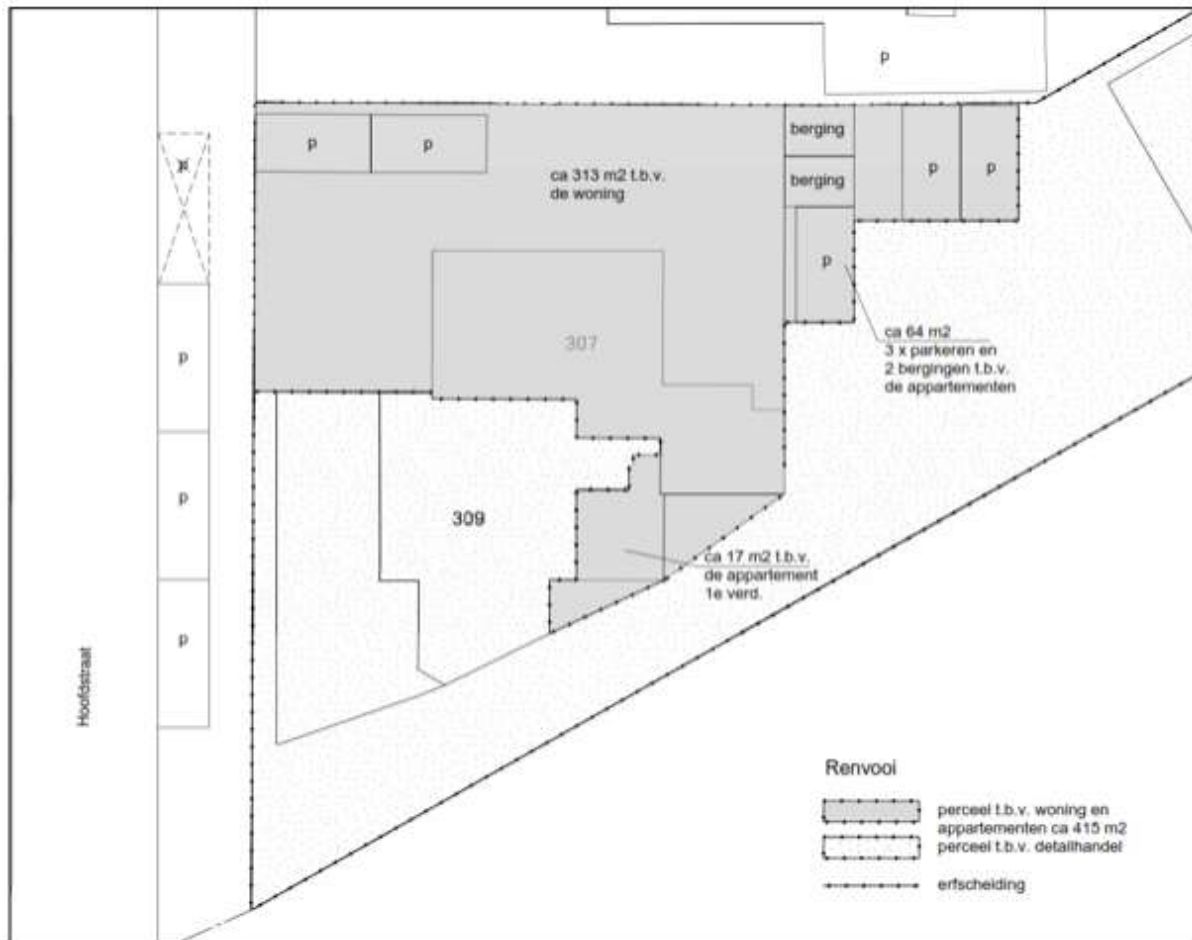 p
p
p
p
berging
p
p
ca 313 m2 t.b.v.
de woning
berging
p
307
p
ca 64 m2
3 x parkeren en
2 bergingen t.b.v.
de appartementen
p
309
ca 17 m2 t.b.v.
de appartement
1e verd.
p
Hoofdstraat
Renvooi
perceel t.b.v. woning en
appartementen ca 415 m2
perceel t.b.v. detailhandel
erfscheiding